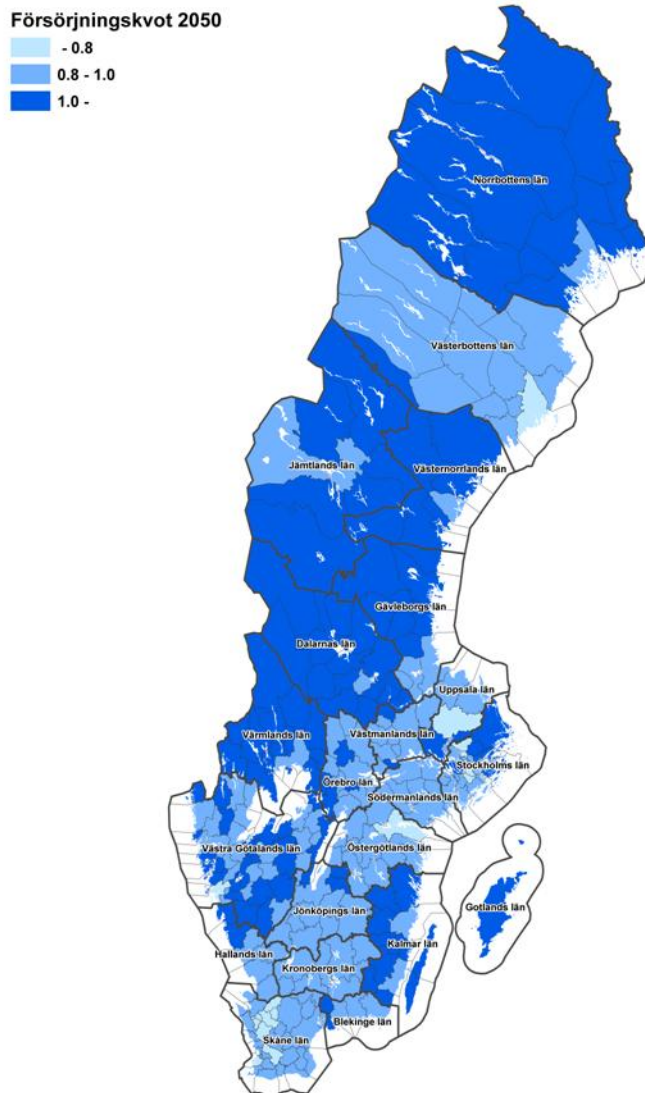 Försörjningskvot 2050
- 0.8
0.8 - 1.0
1.0 -
Norrbottens län
Västerbottens län
Jämtlands län
Västernorrlands län
Gävleborgs län
Dalarnas län
Uppsala län
Värmlands län
Västmanlands län
Stockholms län
Örebro län
Södermanlands län
Västra Götalands län
Östergötlands län
Jönköpings län
Gotlands län
Hallands län
Kalmar län
Kronobergs län
Blekinge län
Skåne län